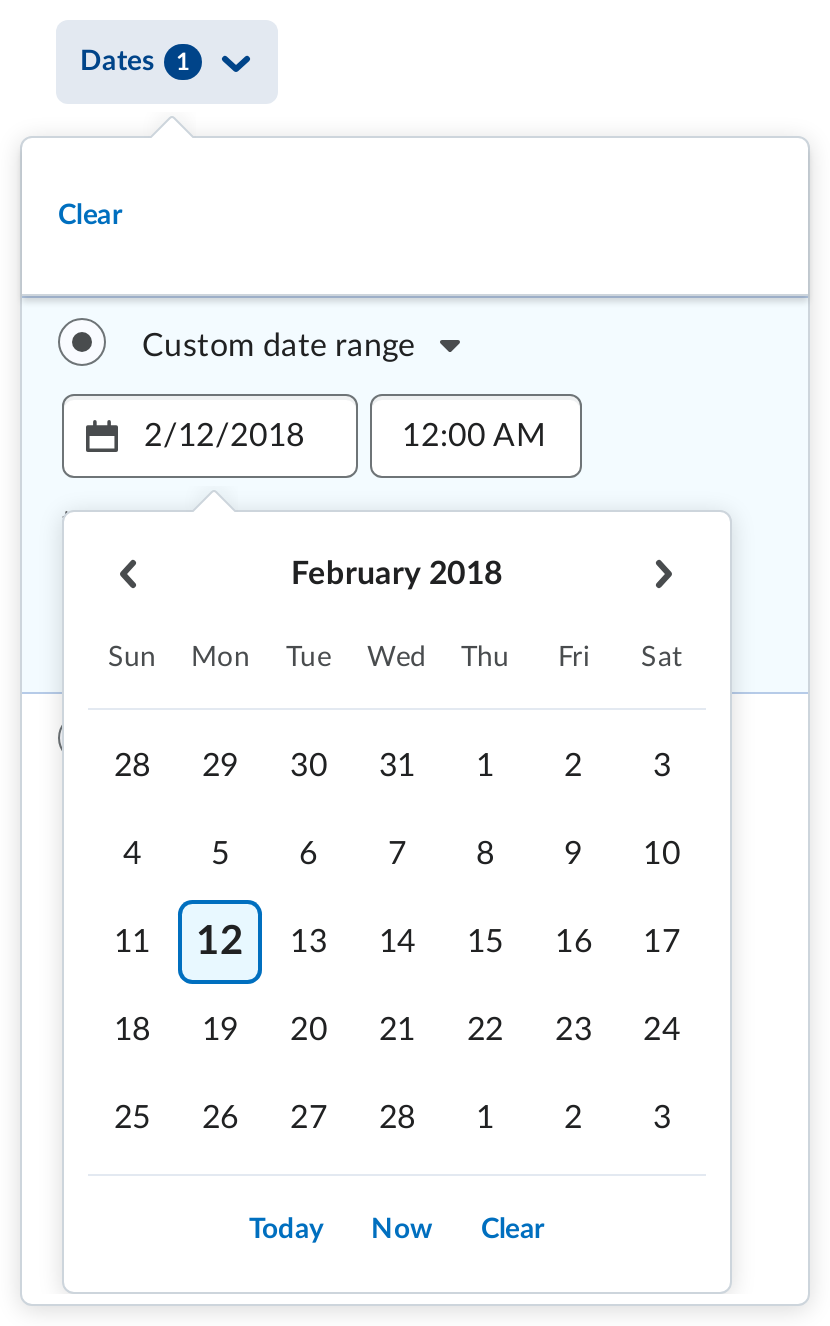 Dates 1
Clear
Custom date range
2/12/2018 12:00 AM
February 2018
Sun Mon Tue Wed Thu Fri Sat
28 29 30 31 1 2 3
4 5 6 7 8 9 10
11 12 13 14 15 16 17
18 19 20 21 22 23 24
25 26 27 28 1 2 3
Today Now Clear